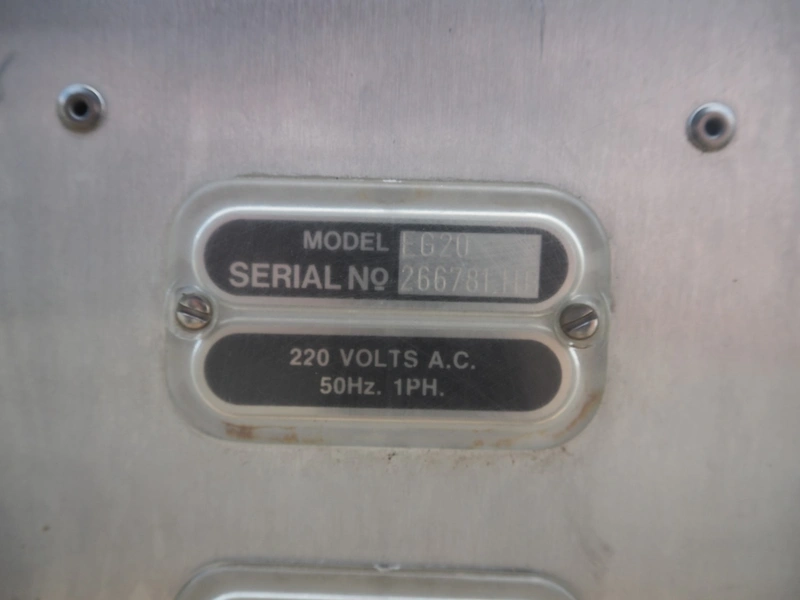 MODEL EG20
SERIAL Nº
220 VOLTS A.C.
50Hz. 1PH.